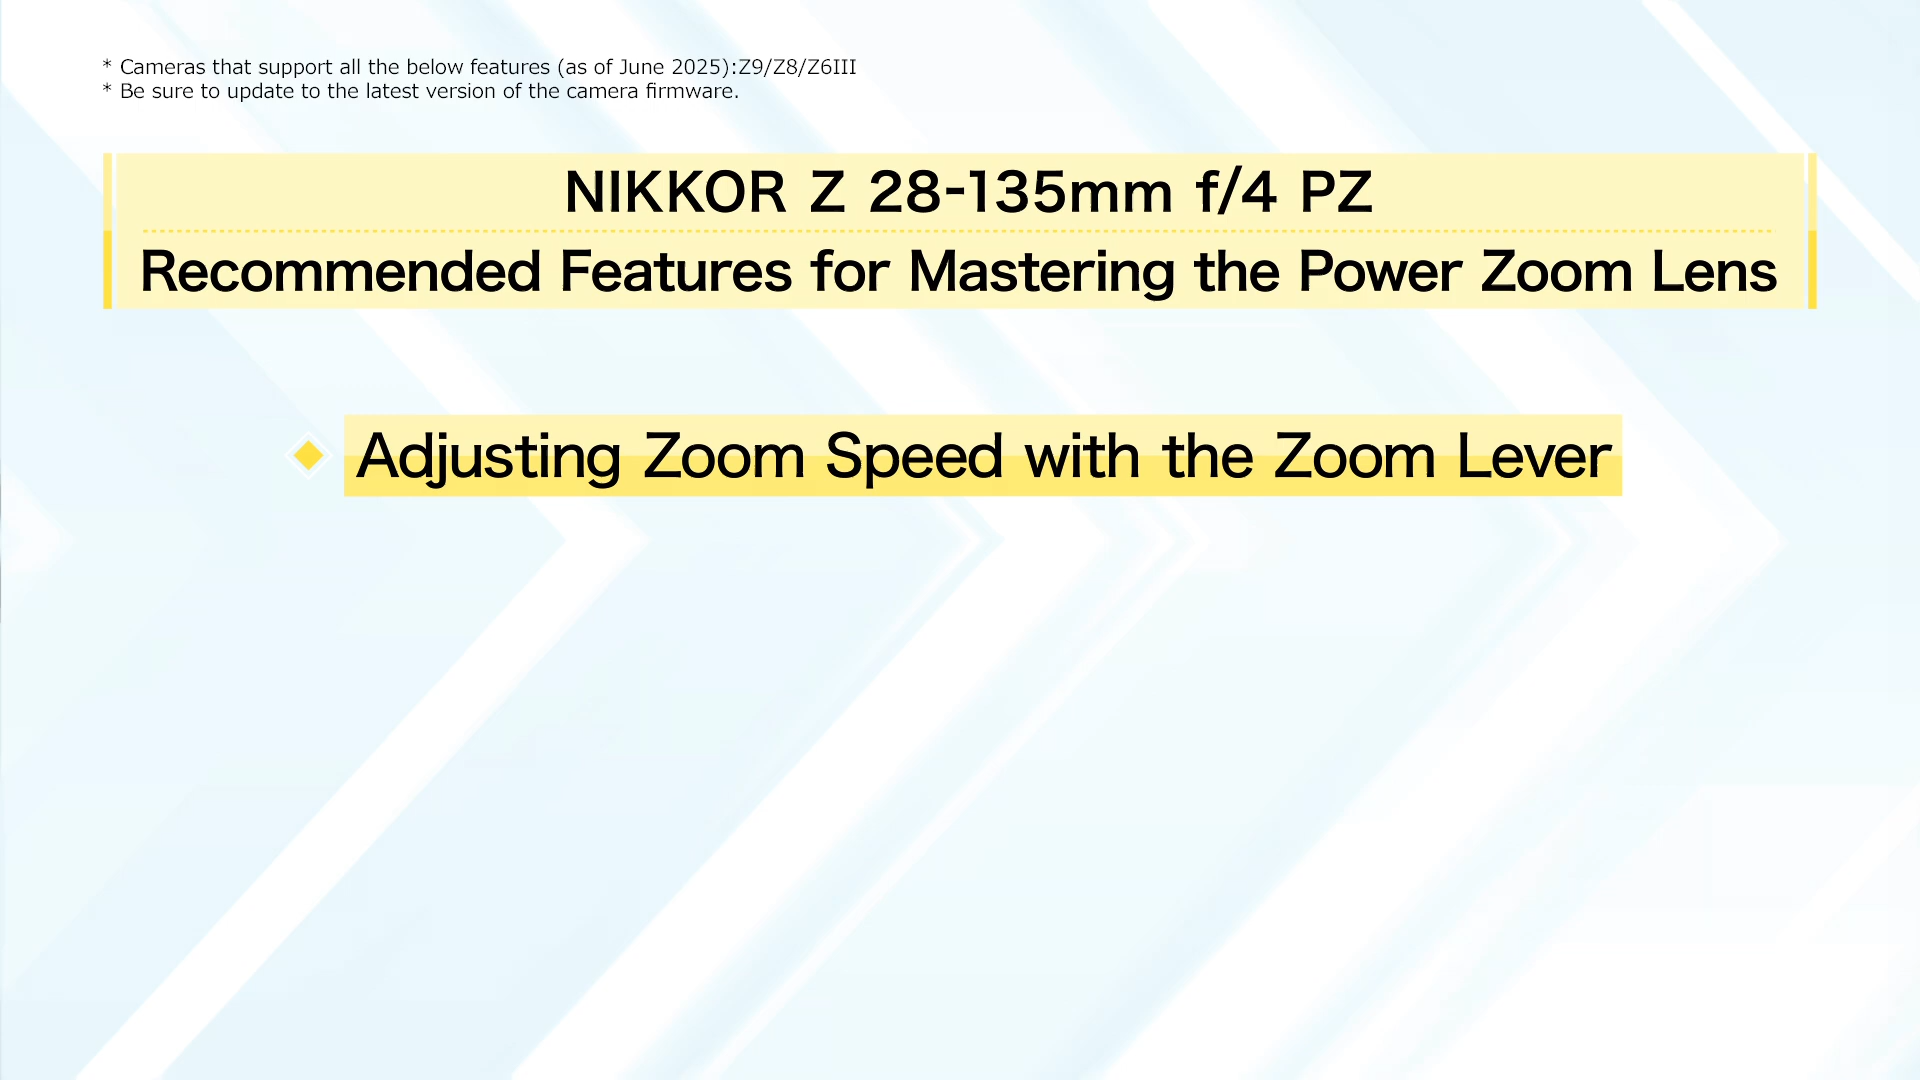 * Cameras that support all the below features (as of June 2025):Z9/Z8/Z6III
* Be sure to update to the latest version of the camera firmware.
NIKKOR Z 28-135mm f/4 PZ
Recommended Features for Mastering the Power Zoom Lens
Adjusting Zoom Speed with the Zoom Lever